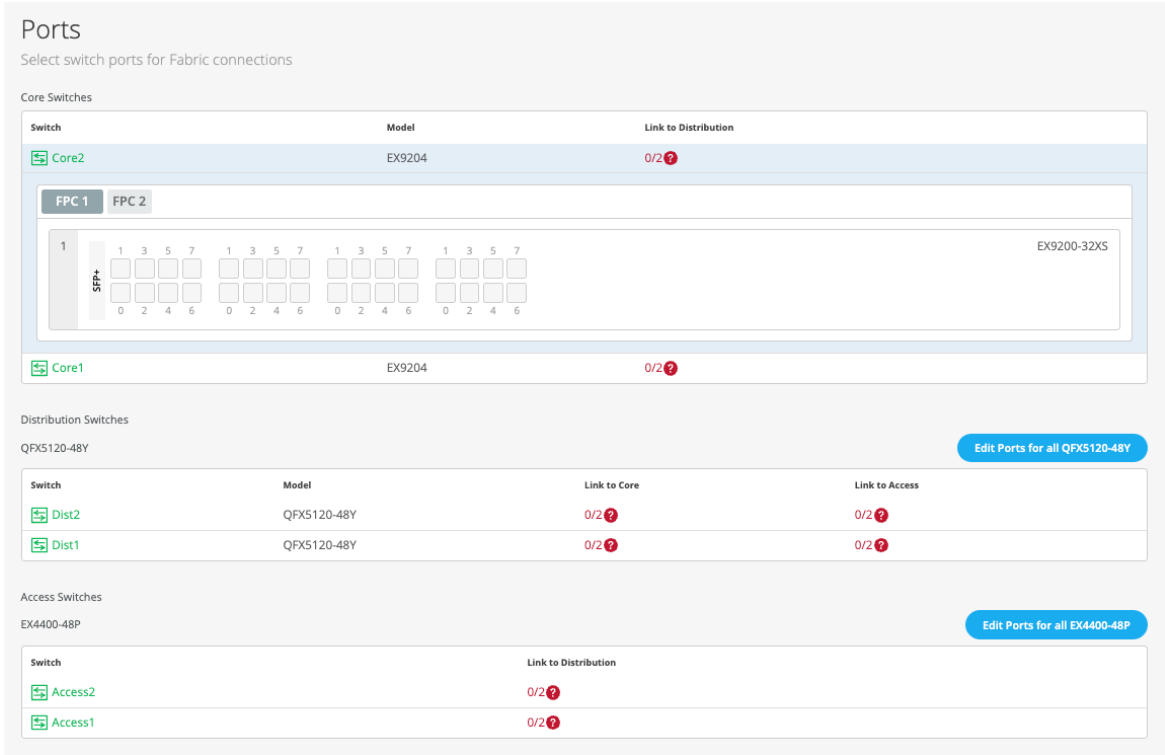 Ports
Select switch ports for Fabric connections
Core Switches
Switch Model Link to Distribution
Core2 EX9204 0/2 ?
FPC 1 FPC 2
1 EX9200-32XS
1 3 5 7 1 3 5 7 1 3 5 7 1 3 5 7
SFP+
0 2 4 6 0 2 4 6 0 2 4 6 0 2 4 6
Core1 EX9204 0/2 ?
Distribution Switches
QFX5120-48Y Edit Ports for all QFX5120-48Y
Switch Model Link to Core Link to Access
Dist2 QFX5120-48Y 0/2 ? 0/2 ?
Dist1 QFX5120-48Y 0/2 ? 0/2 ?
Access Switches
EX4400-48P Edit Ports for all EX4400-48P
Switch Link to Distribution
Access2 0/2 ?
Access1 0/2 ?